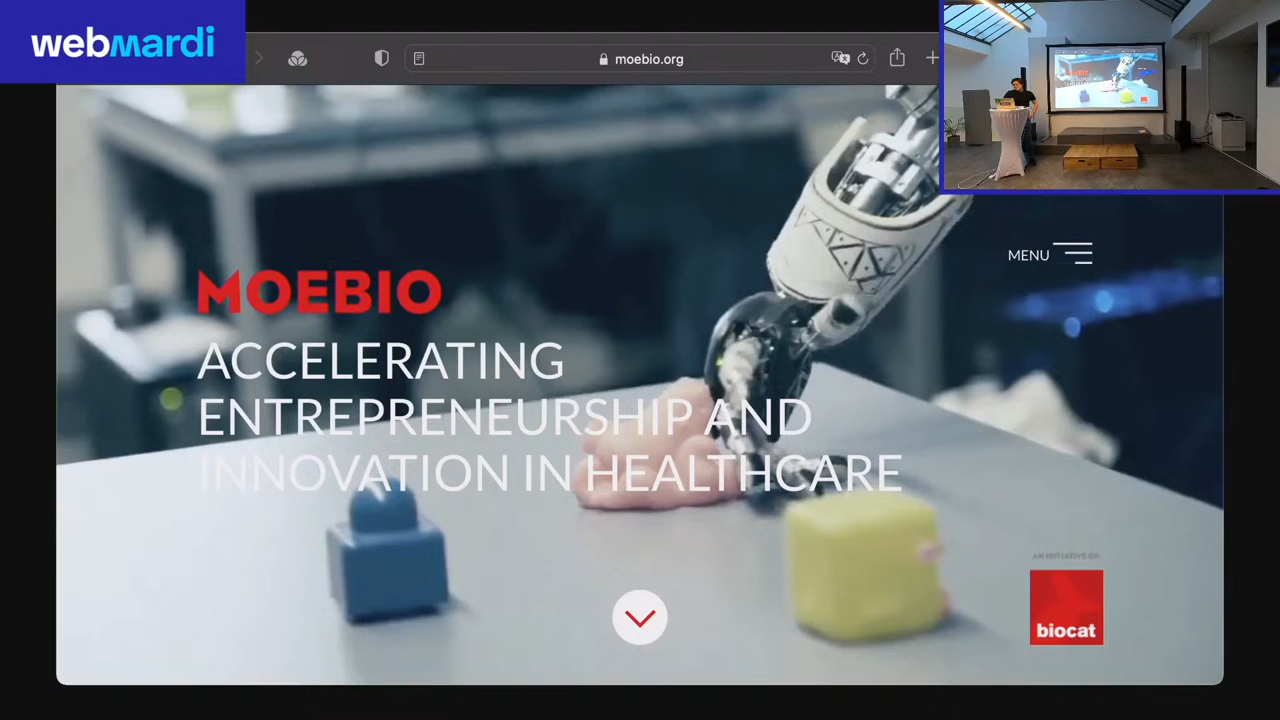 webmardi
moebio.org
MENU
MOEBIO
ACCELERATING
ENTREPRENEURSHIP AND
INNOVATION IN HEALTHCARE
AN INITIATIVE OF:
biocat